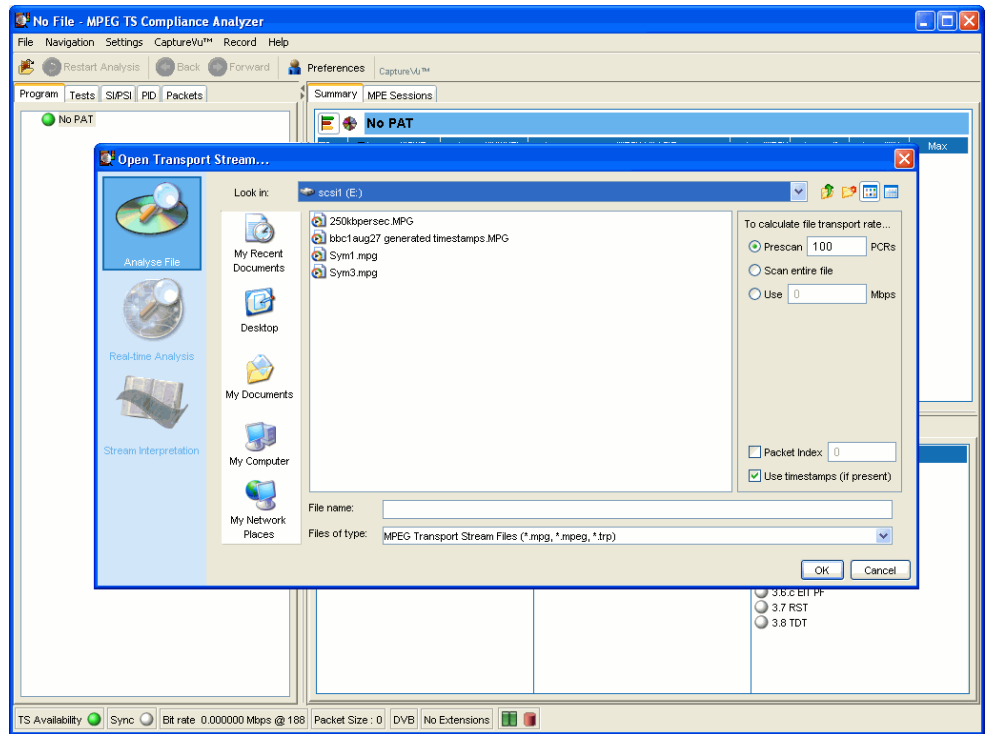 No File - MPEG TS Compliance Analyzer
File Navigation Settings CaptureVu™ Record Help
Restart Analysis Back Forward Preferences CaptureVu™
Program Tests SI/PSI PID Packets
Summary MPE Sessions
No PAT
No PAT
Max
Open Transport Stream...
Look in: scsi1 (E:)
Analyse File
Real-time Analysis
Stream Interpretation
My Recent Documents
Desktop
My Documents
My Computer
My Network Places
250kbpersec.MPG
bbc1aug27 generated timestamps.MPG
Sym1.mpg
Sym3.mpg
To calculate file transport rate...
Prescan 100 PCRs
Scan entire file
Use 0 Mbps
Packet Index 0
Use timestamps (if present)
File name:
Files of type: MPEG Transport Stream Files (*.mpg, *.mpeg, *.trp)
OK Cancel
3.6.c EIT PF
3.7 RST
3.8 TDT
TS Availability Sync Bit rate 0.000000 Mbps @ 188 Packet Size : 0 DVB No Extensions